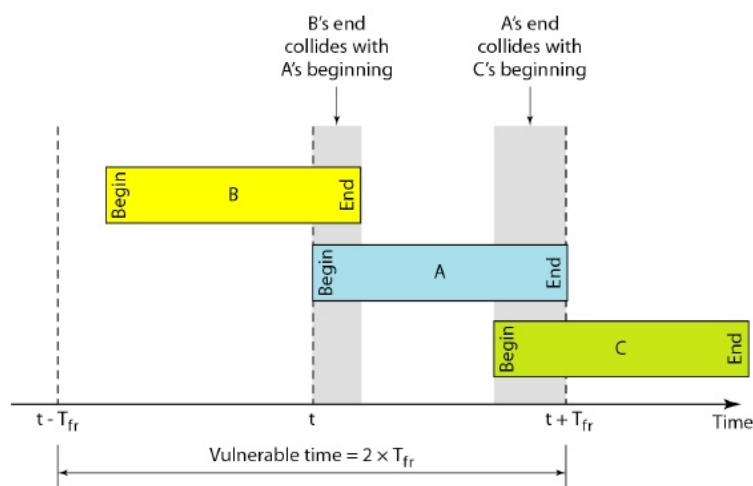 B's end
collides with
A's beginning
A's end
collides with
C's beginning
Begin
B
End
Begin
A
End
Begin
C
End
t - Tfr
t
t + Tfr
Time
Vulnerable time = 2 × Tfr